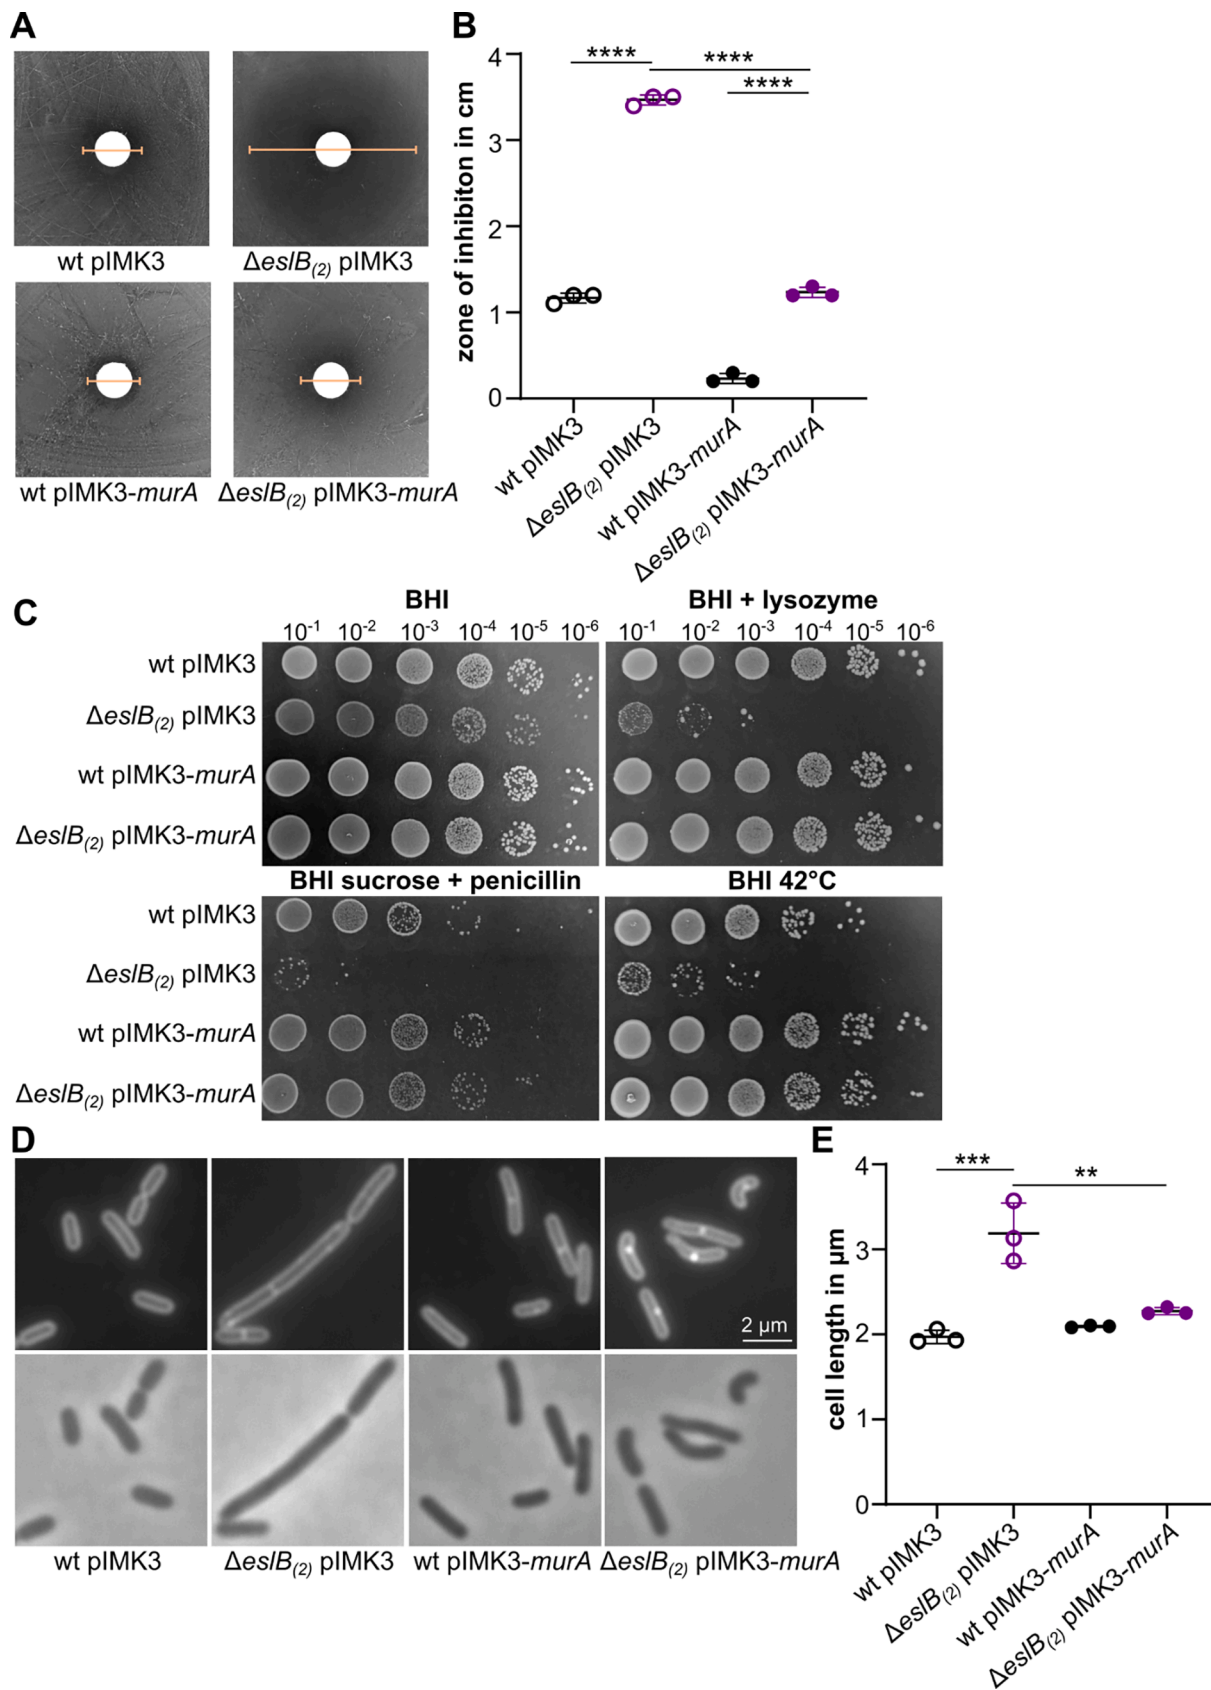 A
wt pIMK3
ΔeslB(2) pIMK3
wt pIMK3-murA
ΔeslB(2) pIMK3-murA
B
zone of inhibiton in cm
4
3
2
1
0
****
****
****
wt pIMK3
ΔeslB(2) pIMK3
wt pIMK3-murA
ΔeslB(2) pIMK3-murA
C
BHI
BHI + lysozyme
10-1 10-2 10-3 10-4 10-5 10-6
10-1 10-2 10-3 10-4 10-5 10-6
wt pIMK3
ΔeslB(2) pIMK3
wt pIMK3-murA
ΔeslB(2) pIMK3-murA
BHI sucrose + penicillin
BHI 42°C
wt pIMK3
ΔeslB(2) pIMK3
wt pIMK3-murA
ΔeslB(2) pIMK3-murA
D
2 µm
wt pIMK3
ΔeslB(2) pIMK3
wt pIMK3-murA
ΔeslB(2) pIMK3-murA
E
cell length in µm
4
3
2
1
0
***
**
wt pIMK3
ΔeslB(2) pIMK3
wt pIMK3-murA
ΔeslB(2) pIMK3-murA